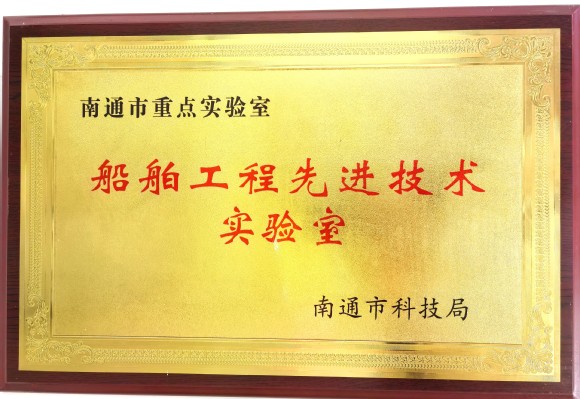 南通市重点实验室
船舶工程先进技术
实验室
南通市科技局